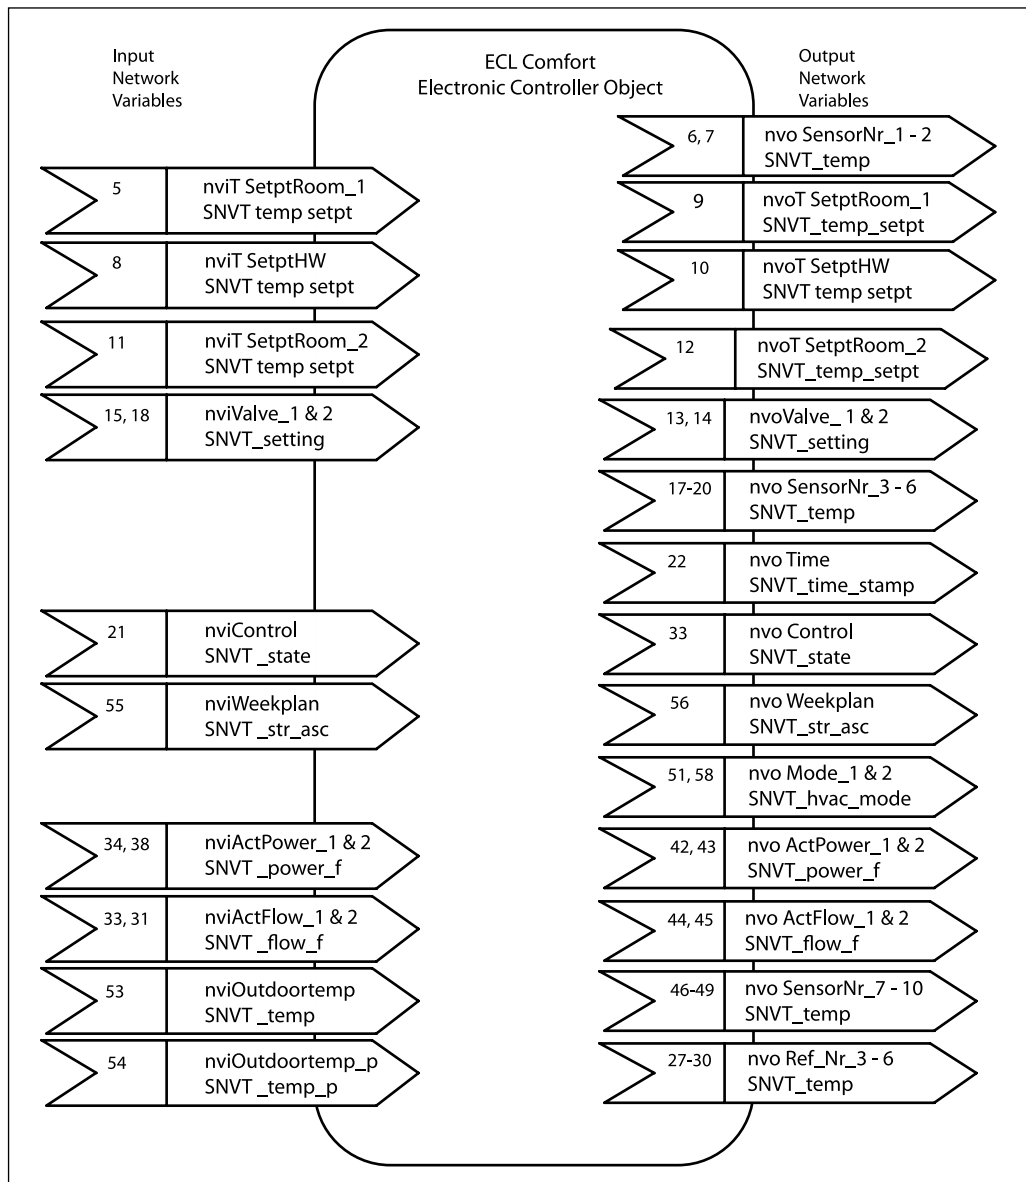 Input
Network
Variables
ECL Comfort
Electronic Controller Object
Output
Network
Variables
5
nviT SetptRoom_1
SNVT temp setpt
8
nviT SetptHW
SNVT temp setpt
11
nviT SetptRoom_2
SNVT temp setpt
15, 18
nviValve_1 & 2
SNVT_setting
21
nviControl
SNVT _state
55
nviWeekplan
SNVT _str_asc
34, 38
nviActPower_1 & 2
SNVT _power_f
33, 31
nviActFlow_1 & 2
SNVT _flow_f
53
nviOutdoortemp
SNVT _temp
54
nviOutdoortemp_p
SNVT _temp_p
6, 7
nvo SensorNr_1 - 2
SNVT_temp
9
nvoT SetptRoom_1
SNVT_temp_setpt
10
nvoT SetptHW
SNVT temp setpt
12
nvoT SetptRoom_2
SNVT_temp_setpt
13, 14
nvoValve_ 1 & 2
SNVT_setting
17-20
nvo SensorNr_3 - 6
SNVT_temp
22
nvo Time
SNVT_time_stamp
33
nvo Control
SNVT_state
56
nvo Weekplan
SNVT_str_asc
51, 58
nvo Mode_1 & 2
SNVT_hvac_mode
42, 43
nvo ActPower_1 & 2
SNVT_power_f
44, 45
nvo ActFlow_1 & 2
SNVT_flow_f
46-49
nvo SensorNr_7 - 10
SNVT_temp
27-30
nvo Ref_Nr_3 - 6
SNVT_temp